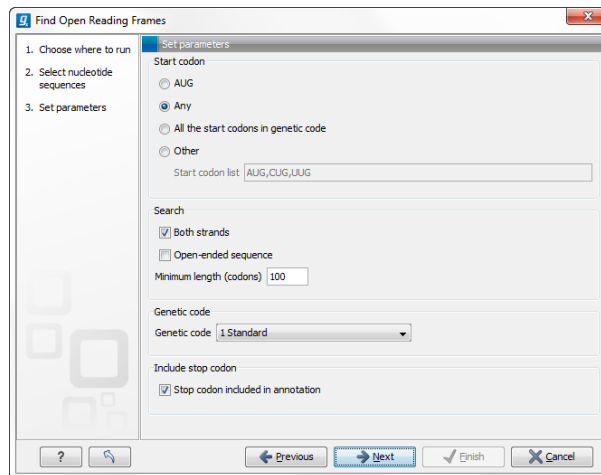 Find Open Reading Frames
1. Choose where to run
2. Select nucleotide
sequences
3. Set parameters
Set parameters
Start codon
AUG
Any
All the start codons in genetic code
Other
Start codon list AUG,CUG,UUG
Search
Both strands
Open-ended sequence
Minimum length (codons) 100
Genetic code
Genetic code 1 Standard
Include stop codon
Stop codon included in annotation
? Previous Next Finish Cancel